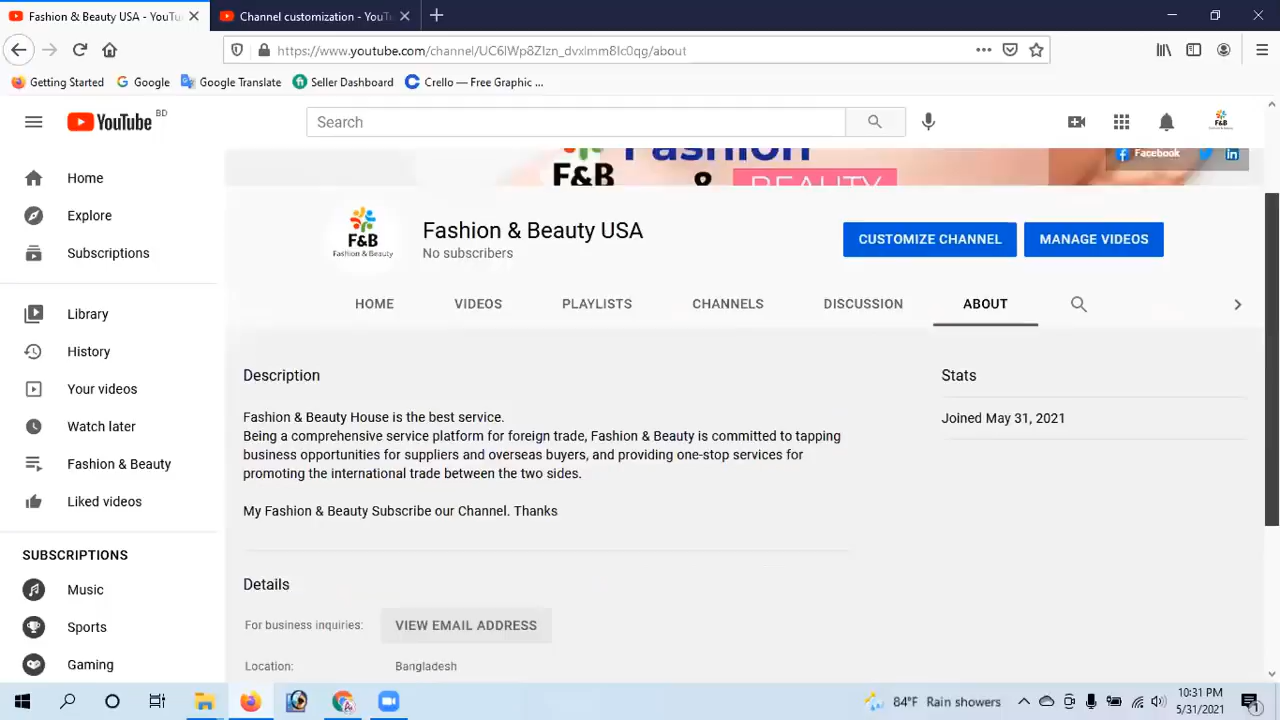 Fashion & Beauty USA - YouTu
Channel customization - YouT
https://www.youtube.com/channel/UC6lWp8ZIzn_dvxlmm8Ic0qg/about
Getting Started
Google
Google Translate
Seller Dashboard
Crello — Free Graphic ...
YouTube BD
Search
Home
Explore
Subscriptions
Library
History
Your videos
Watch later
Fashion & Beauty
Liked videos
SUBSCRIPTIONS
Music
Sports
Gaming
F&B
Fashion
&
BEAUTY
Facebook
F&B
Fashion & Beauty
Fashion & Beauty USA
No subscribers
CUSTOMIZE CHANNEL
MANAGE VIDEOS
HOME
VIDEOS
PLAYLISTS
CHANNELS
DISCUSSION
ABOUT
Description
Fashion & Beauty House is the best service.
Being a comprehensive service platform for foreign trade, Fashion & Beauty is committed to tapping
business opportunities for suppliers and overseas buyers, and providing one-stop services for
promoting the international trade between the two sides.
My Fashion & Beauty Subscribe our Channel. Thanks
Stats
Joined May 31, 2021
Details
For business inquiries:
VIEW EMAIL ADDRESS
Location:
Bangladesh
84°F Rain showers
10:31 PM
5/31/2021